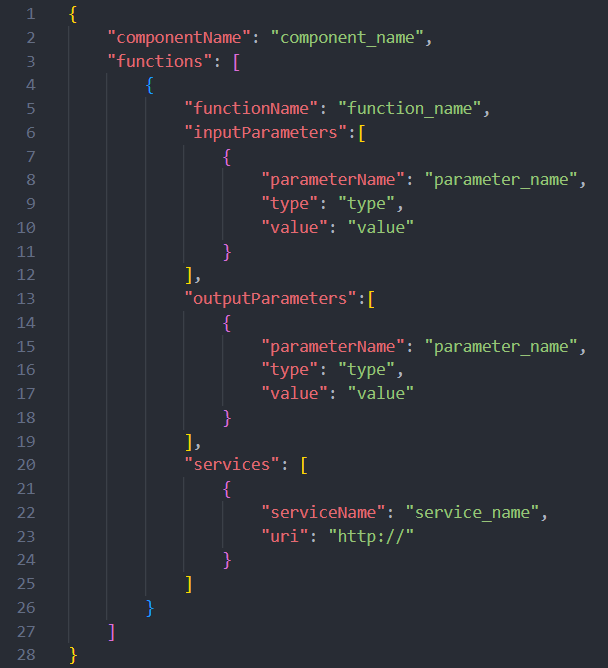 1 {
2     "componentName": "component_name",
3     "functions": [
4         {
5             "functionName": "function_name",
6             "inputParameters":[
7                 {
8                     "parameterName": "parameter_name",
9                     "type": "type",
10                     "value": "value"
11                 }
12             ],
13             "outputParameters":[
14                 {
15                     "parameterName": "parameter_name",
16                     "type": "type",
17                     "value": "value"
18                 }
19             ],
20             "services": [
21                 {
22                     "serviceName": "service_name",
23                     "uri": "http://"
24                 }
25             ]
26         }
27     ]
28 }